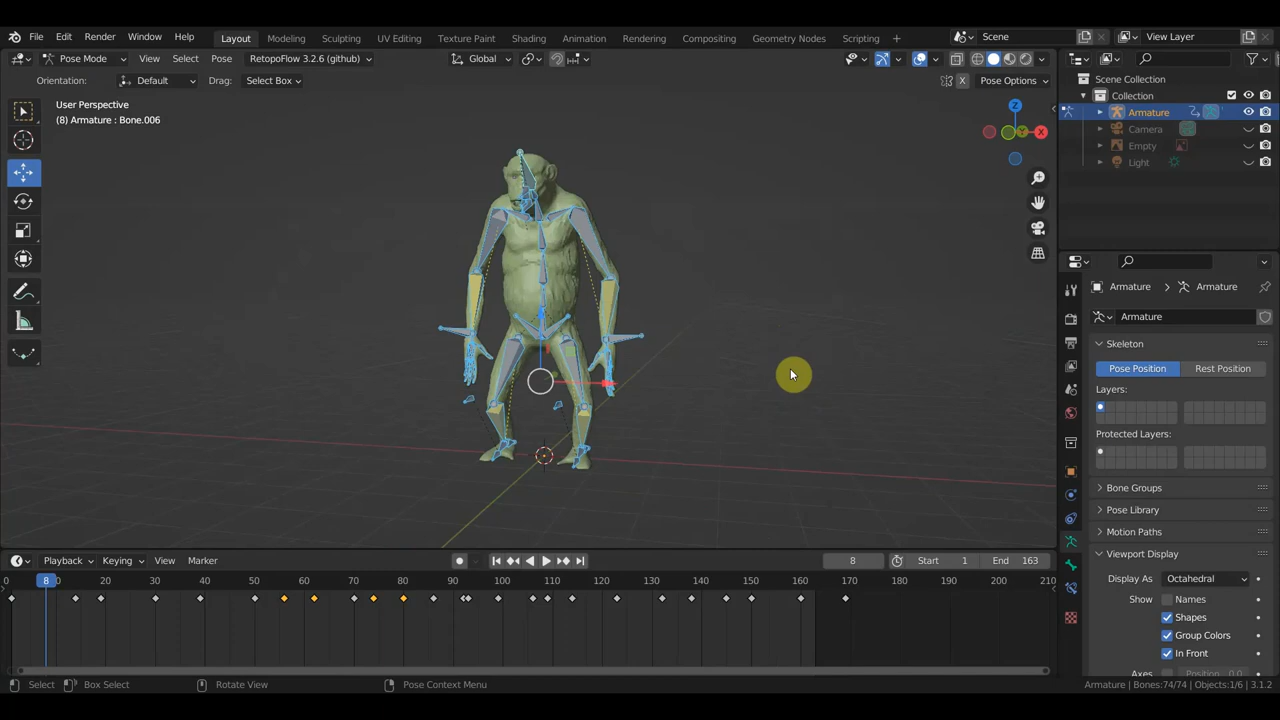 File Edit Render Window Help Layout Modeling Sculpting UV Editing Texture Paint Shading Animation Rendering Compositing Geometry Nodes Scripting + Scene View Layer
Pose Mode View Select Pose RetopoFlow 3.2.6 (github) Global
Orientation: Default Drag: Select Box X Pose Options
User Perspective
(8) Armature : Bone.006
Z
Y
X
Scene Collection
Collection
Armature
Camera
Empty
Light
Armature > Armature
Armature
Skeleton
Pose Position Rest Position
Layers:
Protected Layers:
Bone Groups
Pose Library
Motion Paths
Viewport Display
Display As Octahedral
Show Names
Shapes
Group Colors
In Front
Axes Position 0.0
Playback Keying View Marker 8 Start 1 End 163
0 8 20 30 40 50 60 70 80 90 100 110 120 130 140 150 160 170 180 190 200 210
Select Box Select Rotate View Pose Context Menu Armature | Bones:74/74 | Objects:1/6 | 3.1.2